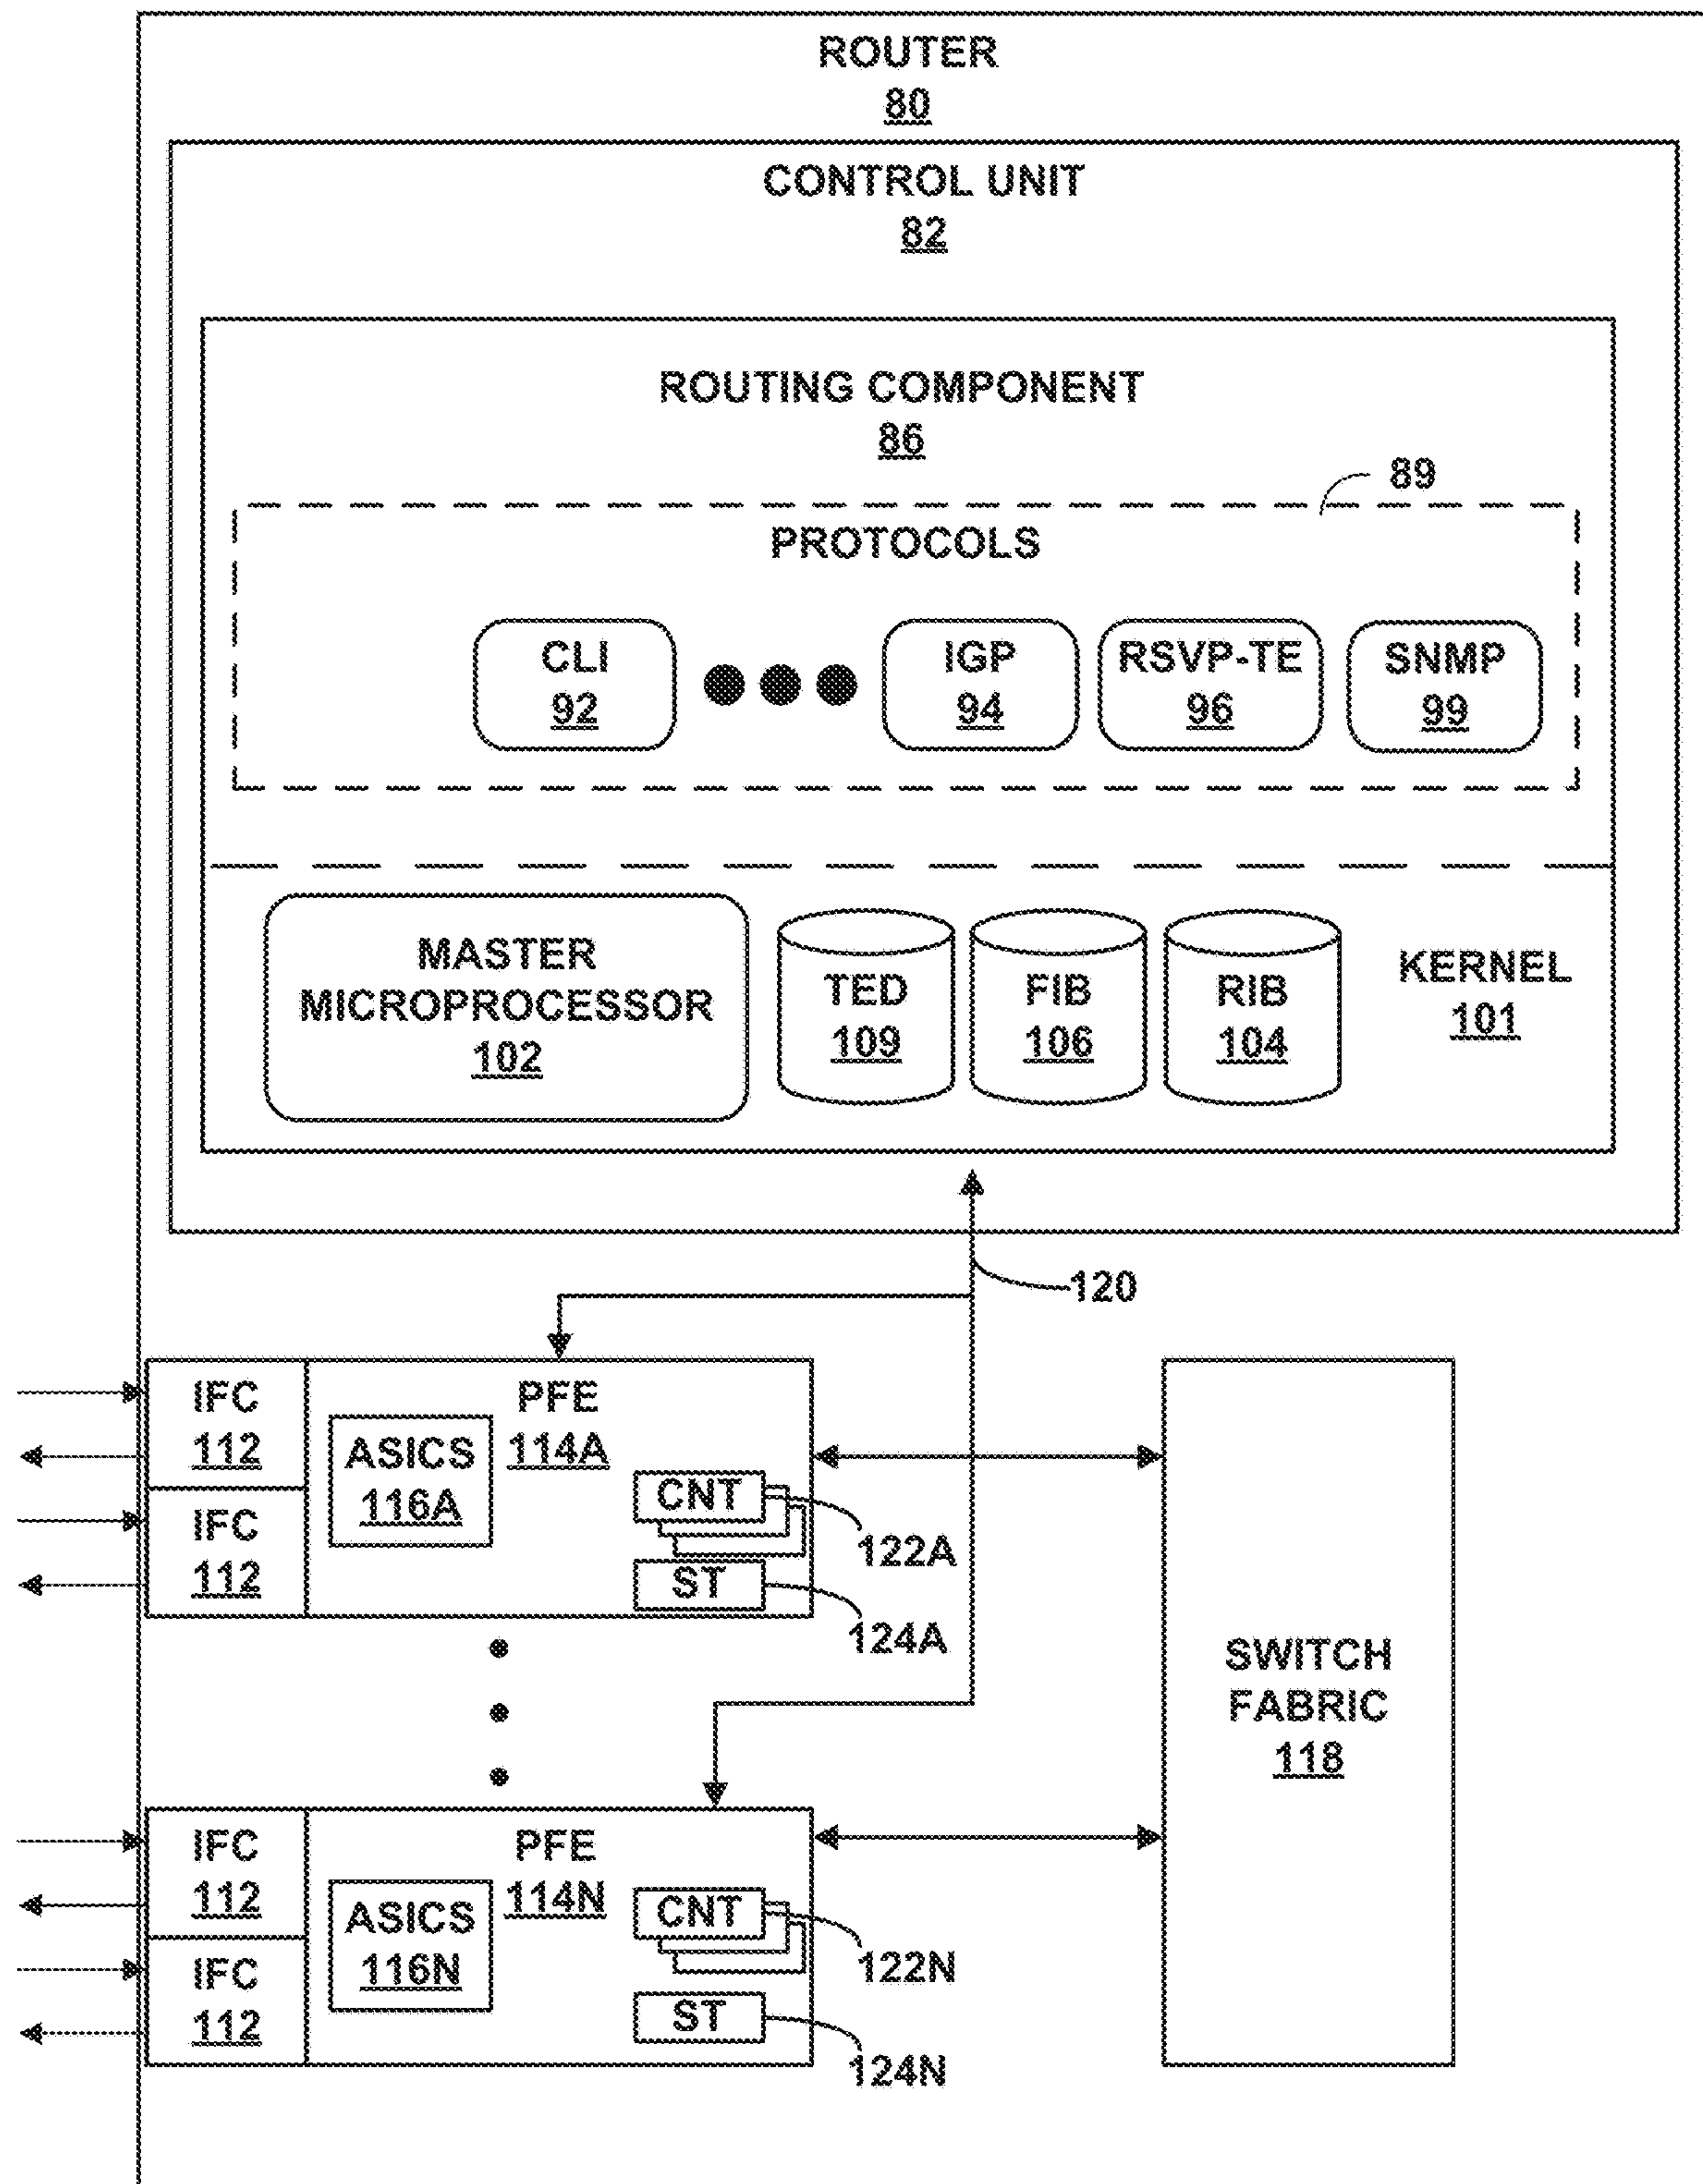 ROUTER
80
CONTROL UNIT
82
ROUTING COMPONENT
86
89
PROTOCOLS
CLI
92
IGP
94
RSVP-TE
96
SNMP
99
MASTER
MICROPROCESSOR
102
TED
109
FIB
106
RIB
104
KERNEL
101
120
IFC
112
IFC
112
PFE
114A
ASICS
116A
CNT
122A
ST
124A
SWITCH
FABRIC
118
IFC
112
IFC
112
PFE
114N
ASICS
116N
CNT
122N
ST
124N